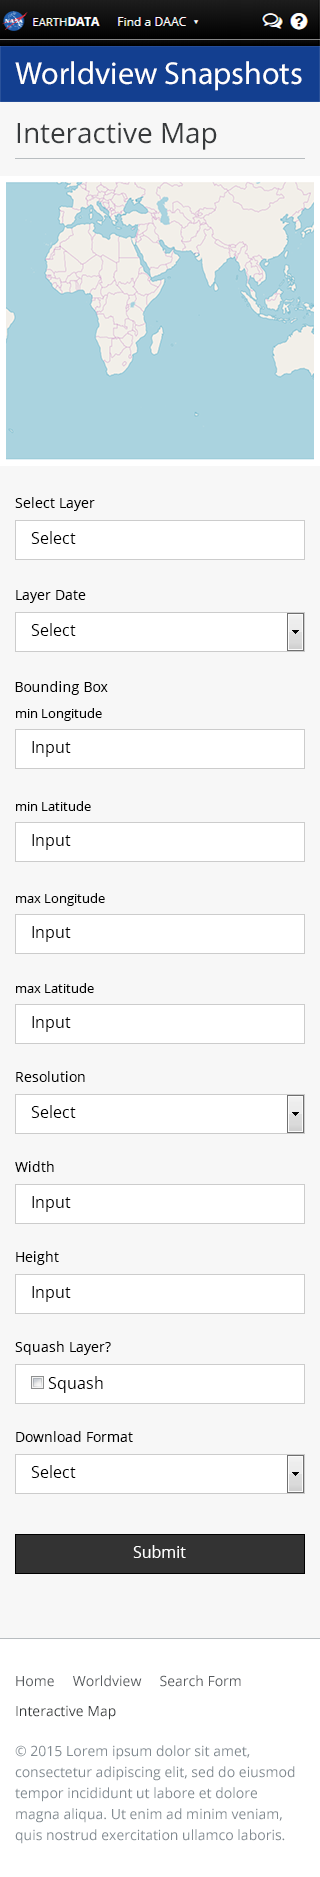 NASA EARTHDATA Find a DAAC ?
Worldview Snapshots
Interactive Map
Select Layer
Select
Layer Date
Select
Bounding Box
min Longitude
Input
min Latitude
Input
max Longitude
Input
max Latitude
Input
Resolution
Select
Width
Input
Height
Input
Squash Layer?
Squash
Download Format
Select
Submit
Home Worldview Search Form
Interactive Map
© 2015 Lorem ipsum dolor sit amet,
consectetur adipiscing elit, sed do eiusmod
tempor incididunt ut labore et dolore
magna aliqua. Ut enim ad minim veniam,
quis nostrud exercitation ullamco laboris.